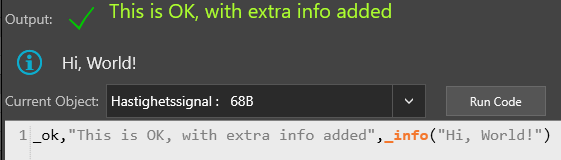 Output: This is OK, with extra info added
Hi, World!
Current Object: Hastighetssignal : 68B Run Code
1 _ok,"This is OK, with extra info added",_info("Hi, World!")